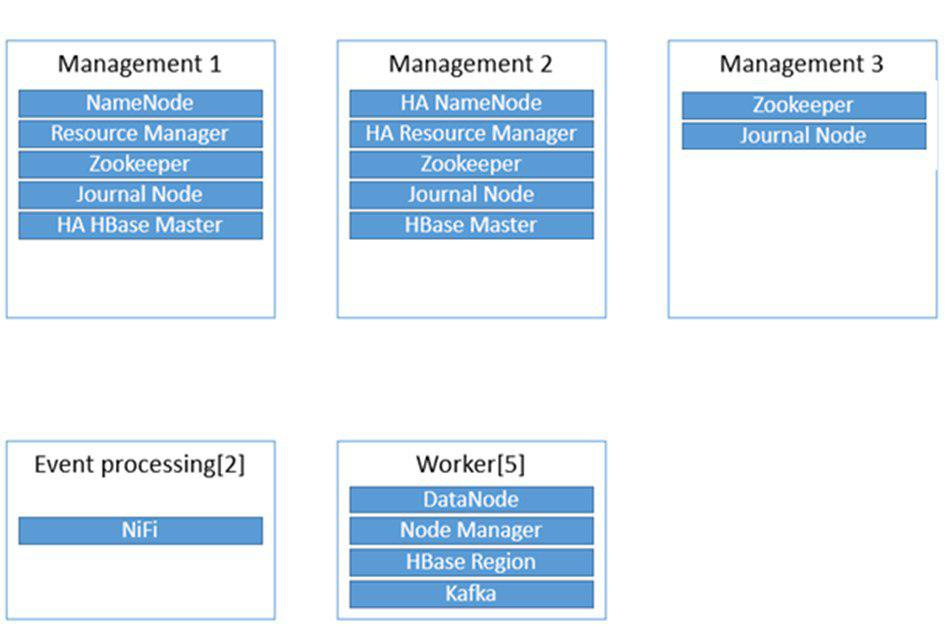 Management 1
NameNode
Resource Manager
Zookeeper
Journal Node
HA HBase Master
Management 2
HA NameNode
HA Resource Manager
Zookeeper
Journal Node
HBase Master
Management 3
Zookeeper
Journal Node
Event processing[2]
NiFi
Worker[5]
DataNode
Node Manager
HBase Region
Kafka